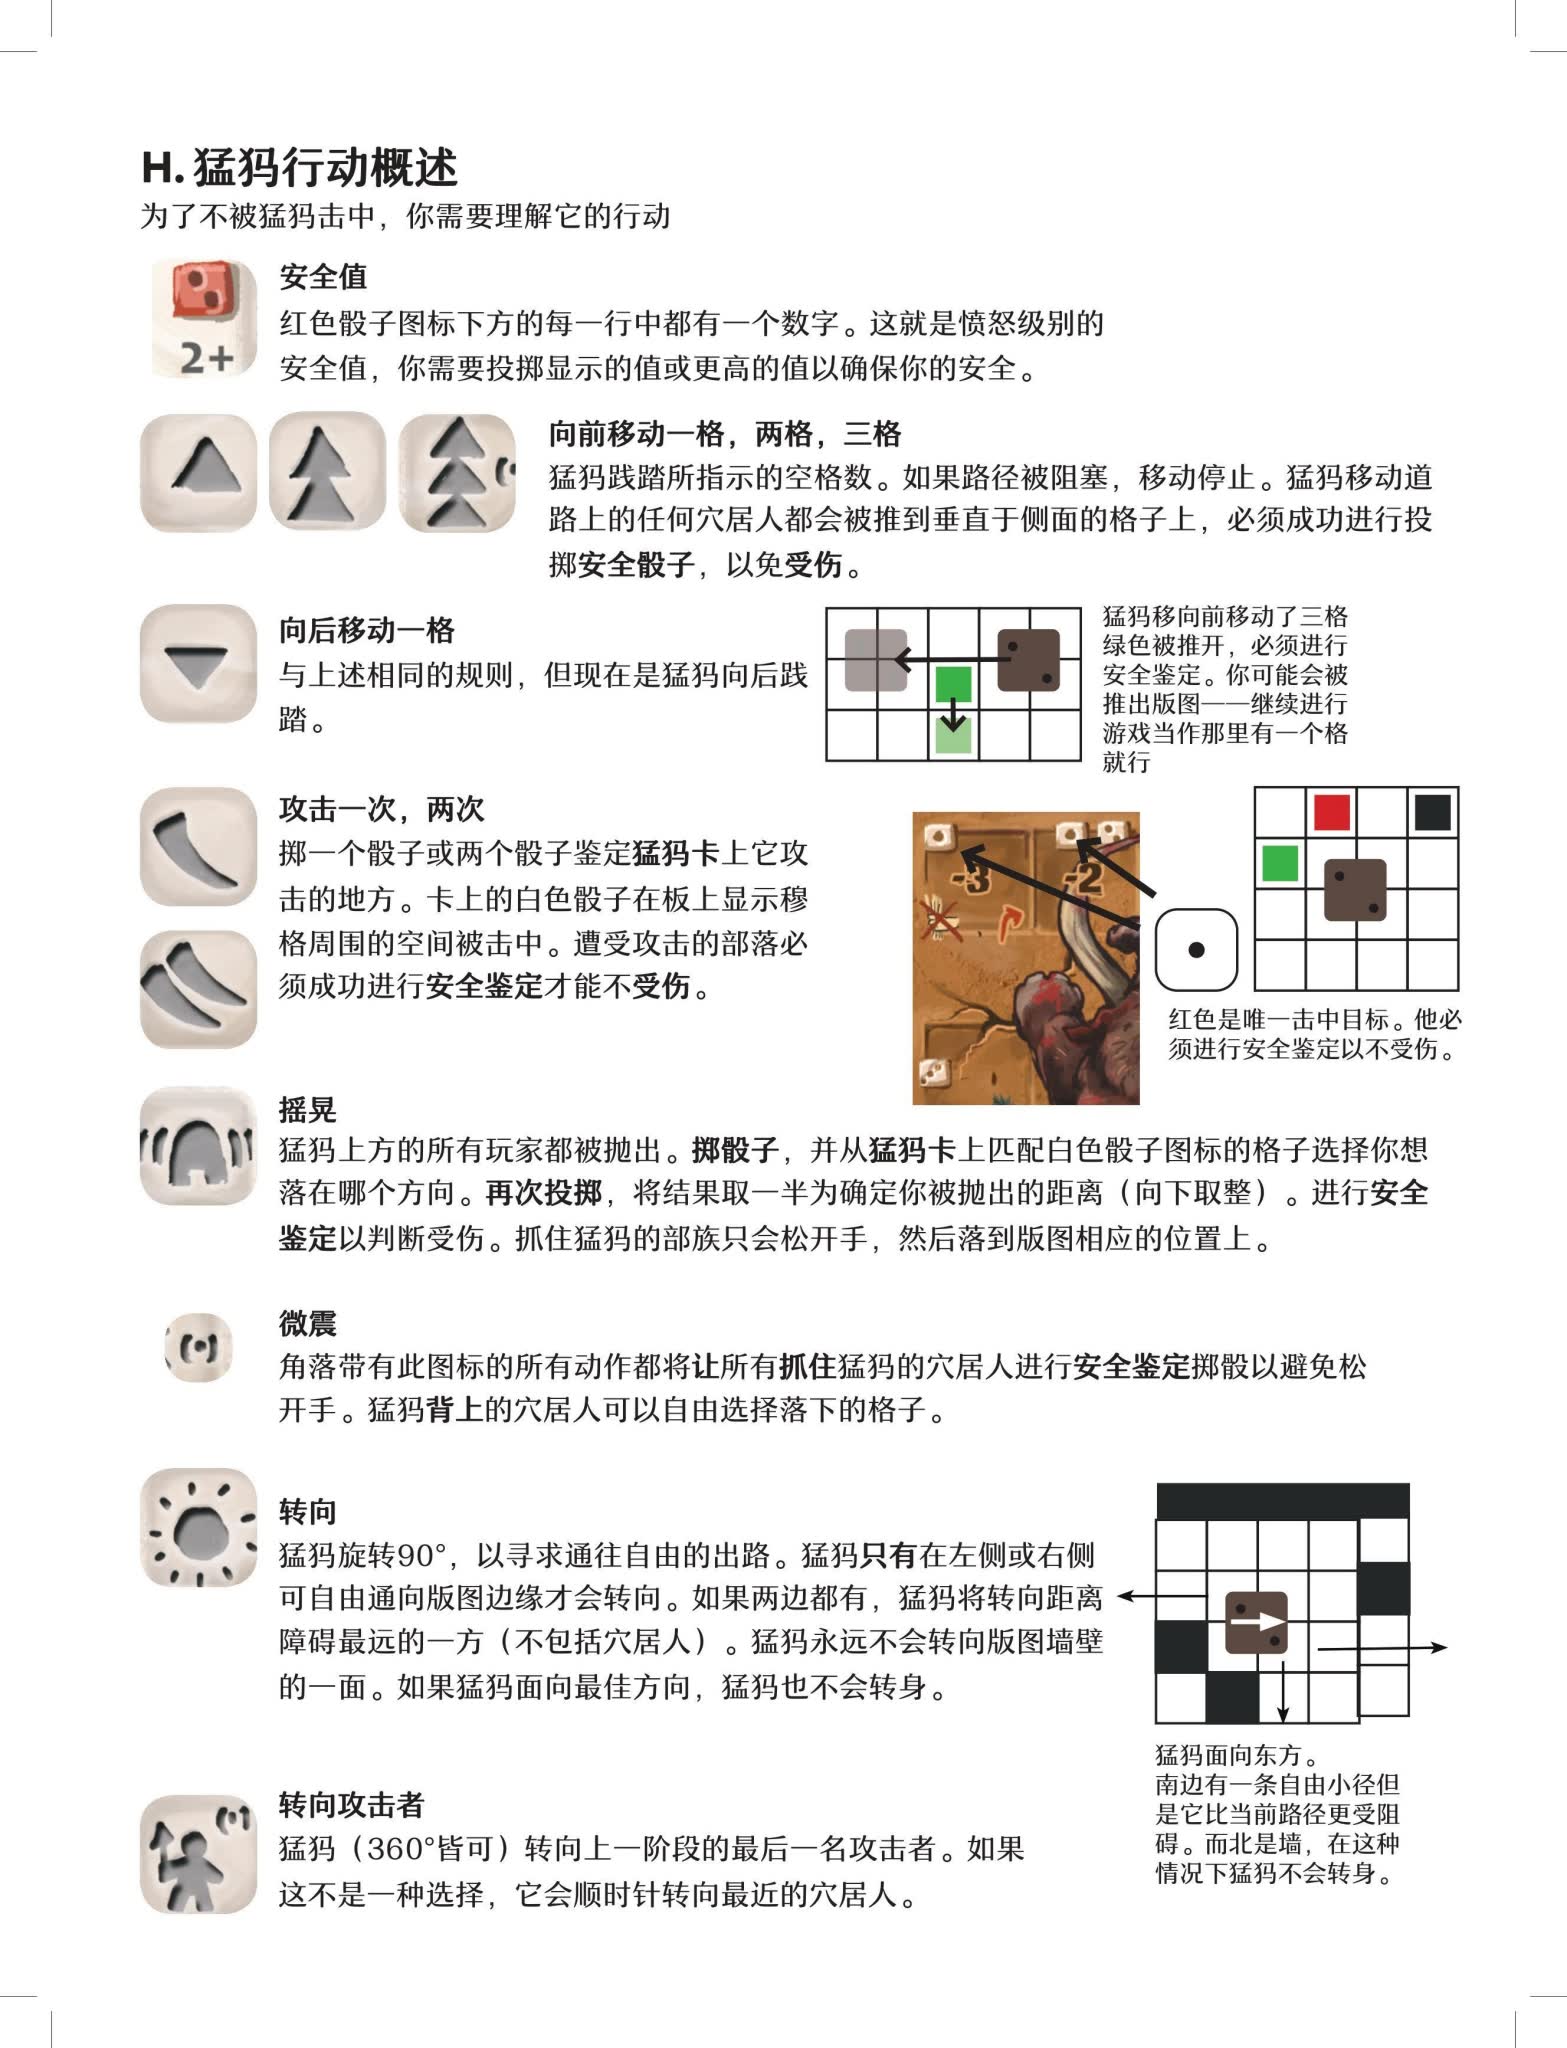 H. 猛犸行动概述
为了不被猛犸击中，你需要理解它的行动
2+
安全值
红色骰子图标下方的每一行中都有一个数字。这就是愤怒级别的
安全值，你需要投掷显示的值或更高的值以确保你的安全。
向前移动一格，两格，三格
猛犸践踏所指示的空格数。如果路径被阻塞，移动停止。猛犸移动道
路上的任何穴居人都会被推到垂直于侧面的格子上，必须成功进行投
掷安全骰子，以免受伤。
向后移动一格
与上述相同的规则，但现在是猛犸向后践
踏。
猛犸移向前移动了三格
绿色被推开，必须进行
安全鉴定。你可能会被
推出版图——继续进行
游戏当作那里有一个格
就行
攻击一次，两次
掷一个骰子或两个骰子鉴定猛犸卡上它攻
击的地方。卡上的白色骰子在板上显示穆
格周围的空间被击中。遭受攻击的部落必
须成功进行安全鉴定才能不受伤。
-3
-2
红色是唯一击中目标。他必
须进行安全鉴定以不受伤。
摇晃
猛犸上方的所有玩家都被抛出。掷骰子，并从猛犸卡上匹配白色骰子图标的格子选择你想
落在哪个方向。再次投掷，将结果取一半为确定你被抛出的距离（向下取整）。进行安全
鉴定以判断受伤。抓住猛犸的部族只会松开手，然后落到版图相应的位置上。
微震
角落带有此图标的所有动作都将让所有抓住猛犸的穴居人进行安全鉴定掷骰以避免松
开手。猛犸背上的穴居人可以自由选择落下的格子。
转向
猛犸旋转90°，以寻求通往自由的出路。猛犸只有在左侧或右侧
可自由通向版图边缘才会转向。如果两边都有，猛犸将转向距离
障碍最远的一方（不包括穴居人）。猛犸永远不会转向版图墙壁
的一面。如果猛犸面向最佳方向，猛犸也不会转身。
猛犸面向东方。
南边有一条自由小径但
是它比当前路径更受阻
碍。而北是墙，在这种
情况下猛犸不会转身。
转向攻击者
猛犸（360°皆可）转向上一阶段的最后一名攻击者。如果
这不是一种选择，它会顺时针转向最近的穴居人。